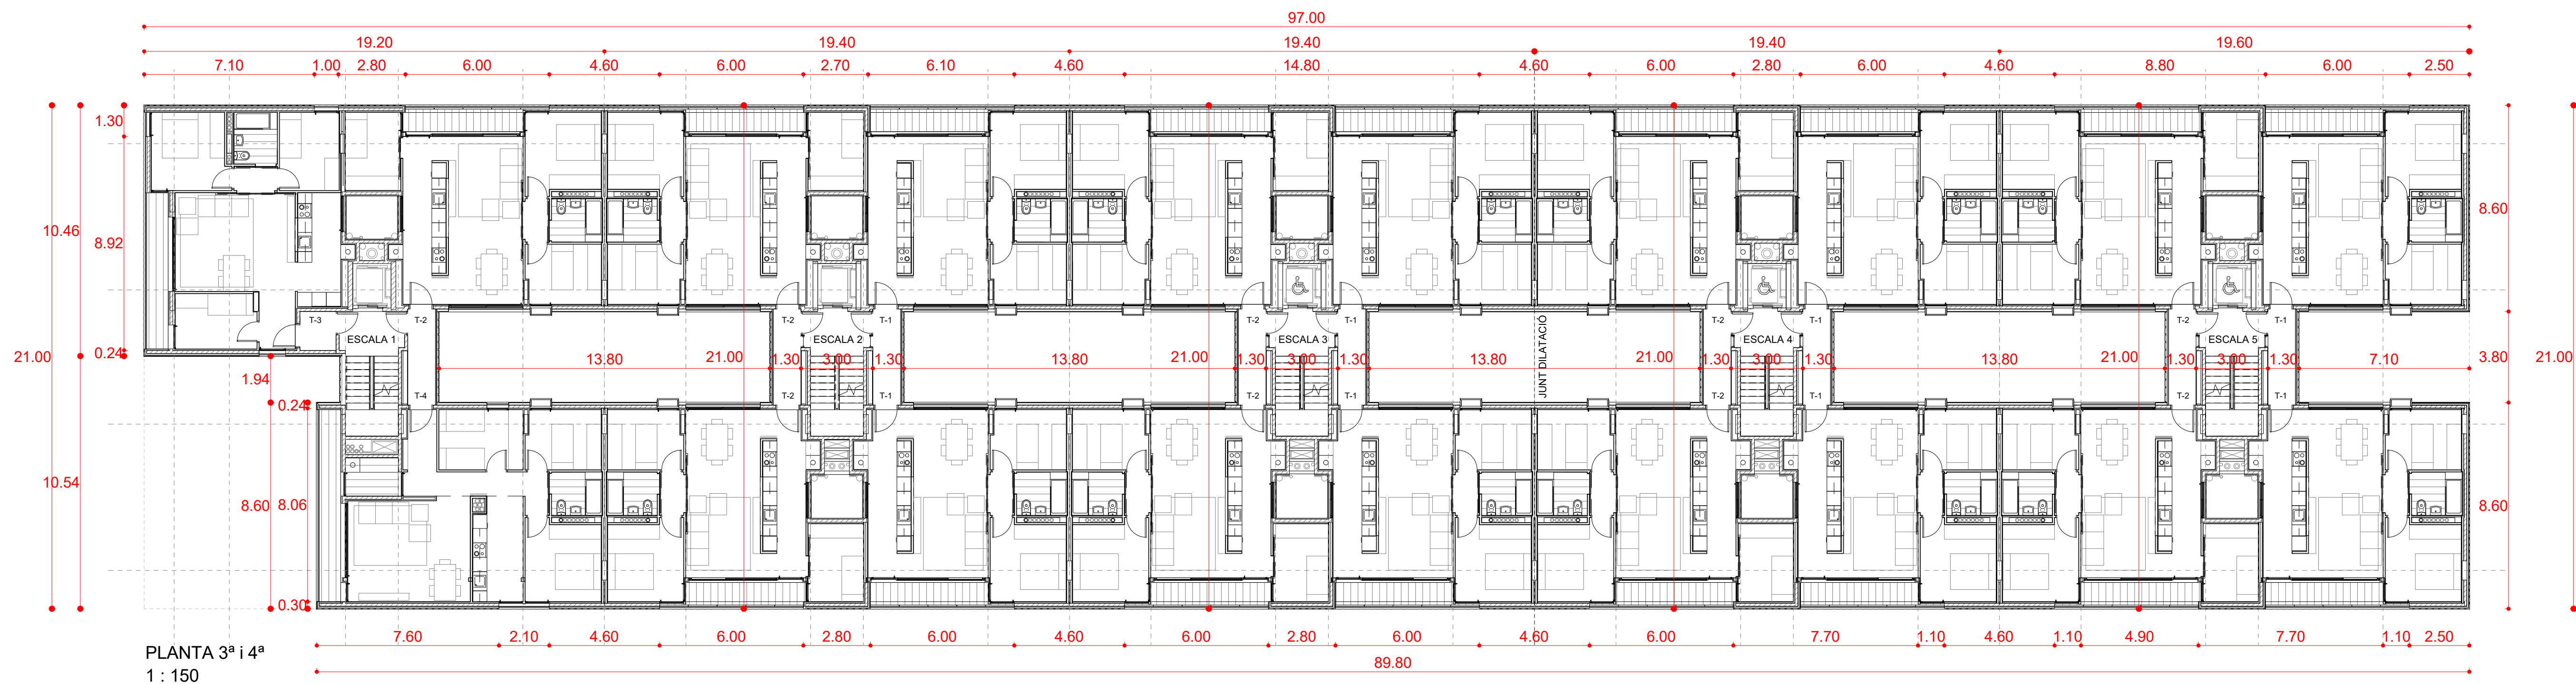 97.00
19.20 19.40 19.40 19.40 19.60
7.10 1.00 2.80 6.00 4.60 6.00 2.70 6.10 4.60 14.80 4.60 6.00 2.80 6.00 4.60 8.80 6.00 2.50
1.30
8.60
10.46 8.92
T-3 T-2 T-2 T-1 T-2 T-1 T-2 T-1 T-2 T-1
ESCALA 1 ESCALA 2 ESCALA 3 ESCALA 4 ESCALA 5
JUNT DILATACIÓ
21.00 0.24 13.80 21.00 1.30 3.00 1.30 13.80 21.00 1.30 3.00 1.30 13.80 21.00 1.30 3.00 1.30 13.80 21.00 1.30 3.00 1.30 7.10 3.80 21.00
1.94
T-4 T-2 T-1 T-2 T-1 T-2 T-1 T-2 T-1
0.24
10.54
8.60 8.06 8.60
0.30
7.60 2.10 4.60 6.00 2.80 6.00 4.60 6.00 2.80 6.00 4.60 6.00 7.70 1.10 4.60 1.10 4.90 7.70 1.10 2.50
89.80
PLANTA 3ª i 4ª
1 : 150